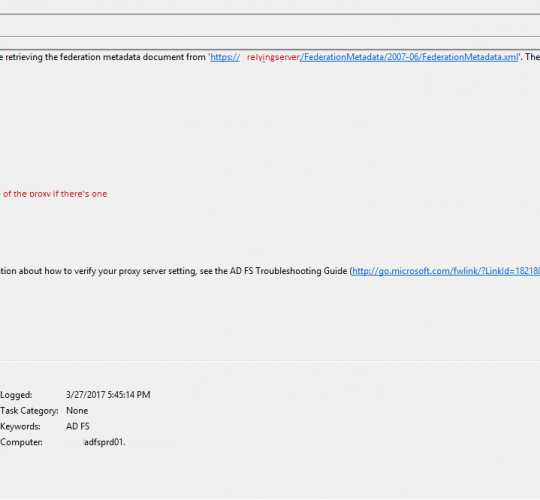 e retrieving the federation metadata document from 'https:// relyingserver/FederationMetadata/2007-06/FederationMetadata.xml'. The
of the proxy if there's one
ation about how to verify your proxy server setting, see the AD FS Troubleshooting Guide (http://go.microsoft.com/fwlink/?LinkId=182180
Logged: 3/27/2017 5:45:14 PM
Task Category: None
Keywords: AD FS
Computer: adfsprd01.